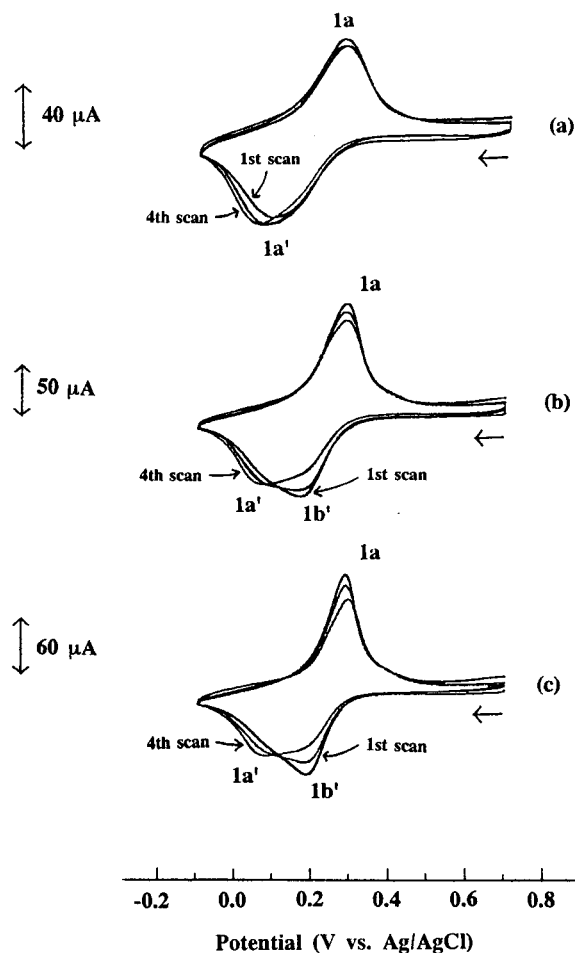 1a
40 μA
(a)
1st scan
4th scan
1a'
1a
50 μA
(b)
4th scan
1st scan
1a'
1b'
1a
60 μA
(c)
4th scan
1st scan
1a'
1b'
-0.2 0.0 0.2 0.4 0.6 0.8
Potential (V vs. Ag/AgCl)